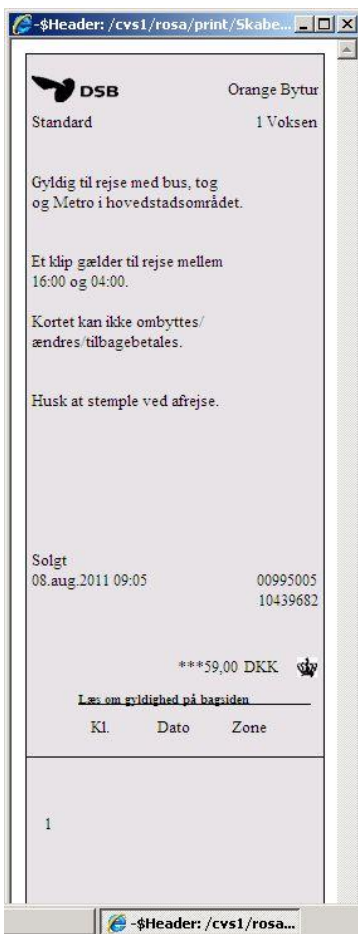 -$Header: /cvs1/rosa/print/Skabe...
DSB Orange Bytur
Standard 1 Voksen
Gyldig til rejse med bus, tog
og Metro i hovedstadsområdet.
Et klip gælder til rejse mellem
16:00 og 04:00.
Kortet kan ikke ombyttes/
ændres/tilbagebetales.
Husk at stemple ved afrejse.
Solgt
08.aug.2011 09:05 00995005
10439682
***59,00 DKK
Læs om gyldighed på bagsiden
Kl. Dato Zone
1
-$Header: /cvs1/rosa...